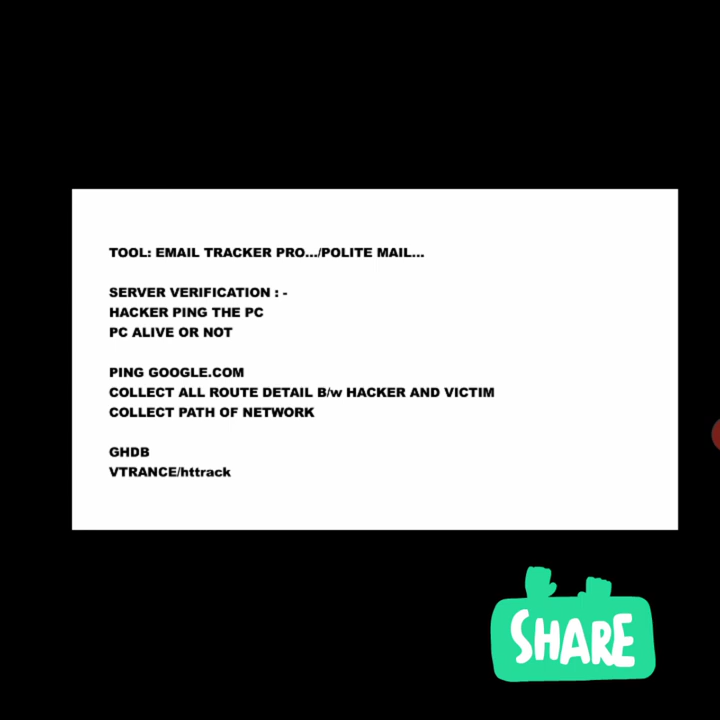 TOOL: EMAIL TRACKER PRO.../POLITE MAIL...
SERVER VERIFICATION : -
HACKER PING THE PC
PC ALIVE OR NOT
PING GOOGLE.COM
COLLECT ALL ROUTE DETAIL B/w HACKER AND VICTIM
COLLECT PATH OF NETWORK
GHDB
VTRANCE/httrack
SHARE